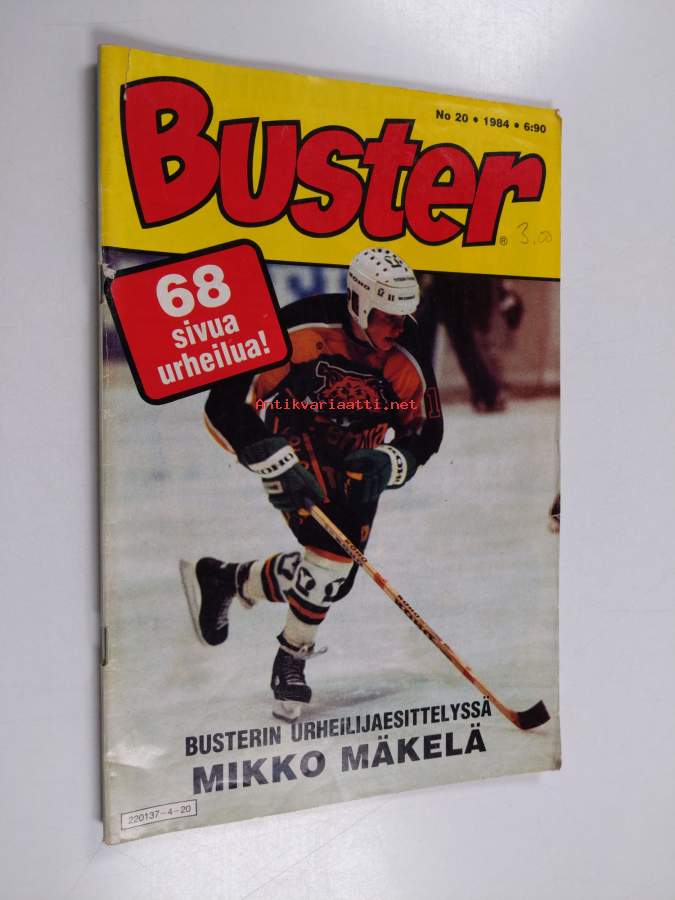 No 20 • 1984 • 6:90
Buster
®
3,00
68
sivua
urheilua!
Antikvariaatti.net
BUSTERIN URHEILIJAESITTELYSSÄ
MIKKO MÄKELÄ
220137-4-20